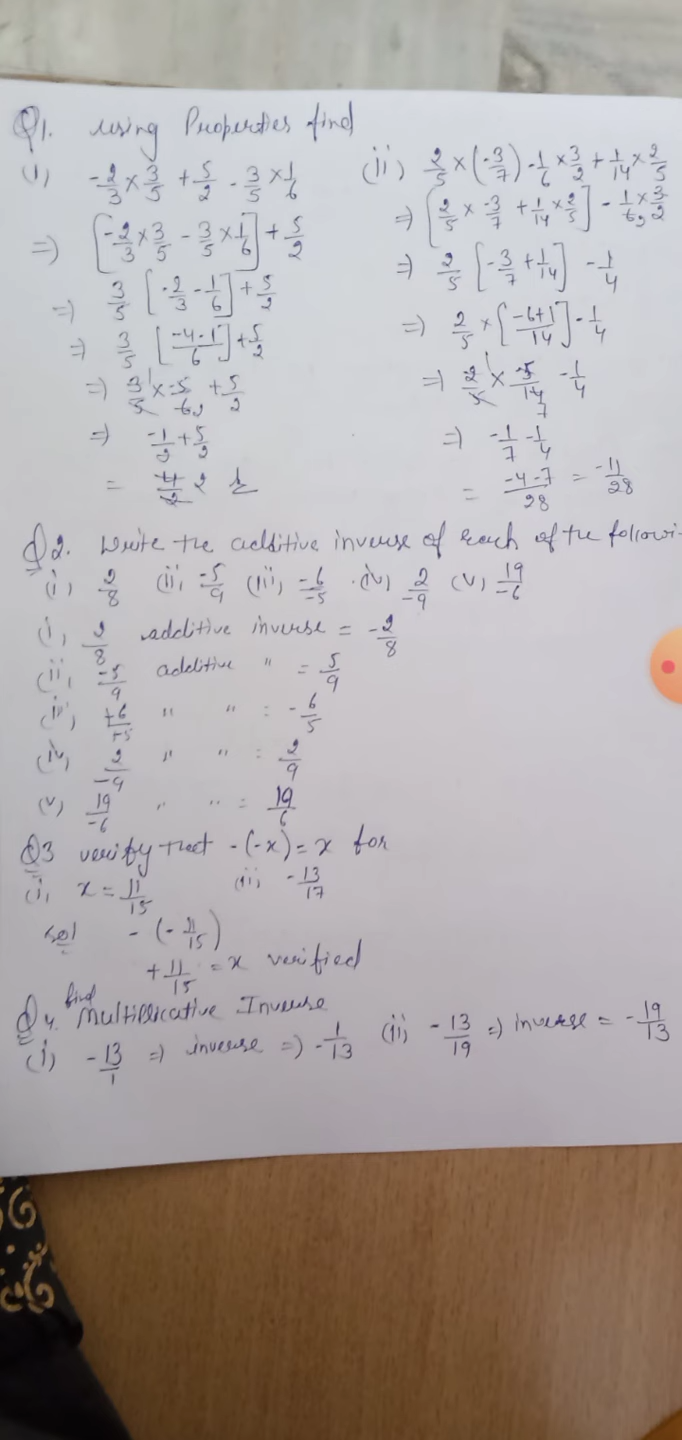 Q1. using Properties find
(i) -2/3 × 3/5 + 5/2 - 3/5 × 1/6
⇒ [-2/3 × 3/5 - 3/5 × 1/6] + 5/2
⇒ 3/5 [-2/3 - 1/6] + 5/2
⇒ 3/5 [-4-1/6] + 5/2
⇒ 3/5 × -5/6 + 5/2
⇒ -1/2 + 5/2
= 4/2 2
(ii) 2/5 × (-3/7) - 1/6 × 3/2 + 1/14 × 2/5
⇒ [2/5 × -3/7 + 1/14 × 2/5] - 1/6 × 3/2
⇒ 2/5 [-3/7 + 1/14] - 1/4
⇒ 2/5 × [-6+1/14] - 1/4
⇒ 2/5 × -5/14 - 1/4
⇒ -1/7 - 1/4
= -4-7/28 = -11/28
Q2. Write the additive inverse of each of the followi-
(i) 2/8 (ii) -5/9 (iii) -6/-5 (iv) 2/-9 (v) 19/-6
(i) 2/8 additive inverse = -2/8
(ii) -5/9 additive " = 5/9
(iii) +6/+5 " " = -6/5
(iv) 2/-9 " " = 2/9
(v) 19/-6 " " = 19/6
Q3 verify that -(-x) = x for
(i) x = 11/15 (ii) -13/17
Sol -(-11/15)
+11/15 = x verified
Q4. find Multiplicative Inverse
(i) -13/1 ⇒ inverse ⇒ -1/13 (ii) -13/19 ⇒ inverse = -19/13